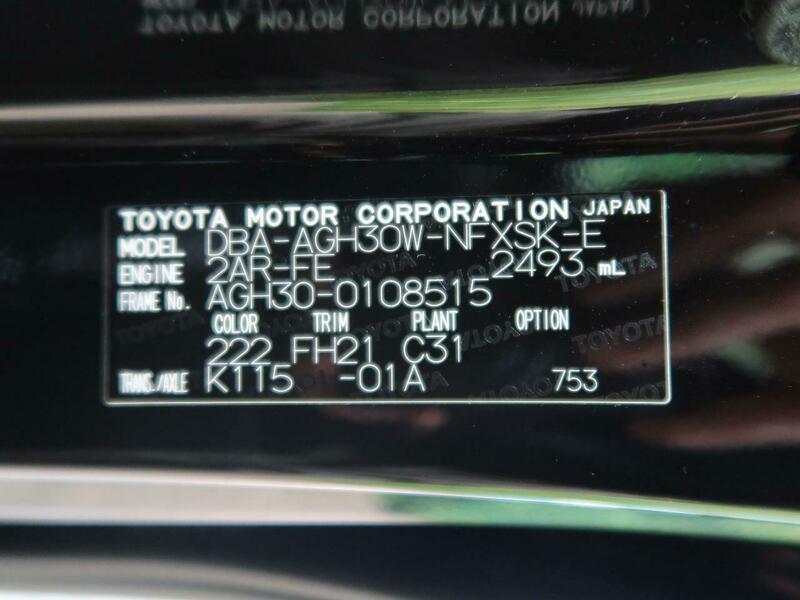 TOYOTA MOTOR CORPORATION JAPAN
MODEL DBA-AGH30W-NFXSK-E
ENGINE 2AR-FE 2493 mL
FRAME No. AGH30-0108515
COLOR TRIM PLANT OPTION
222 FH21 C31
TRANS./AXLE K115 -01A 753